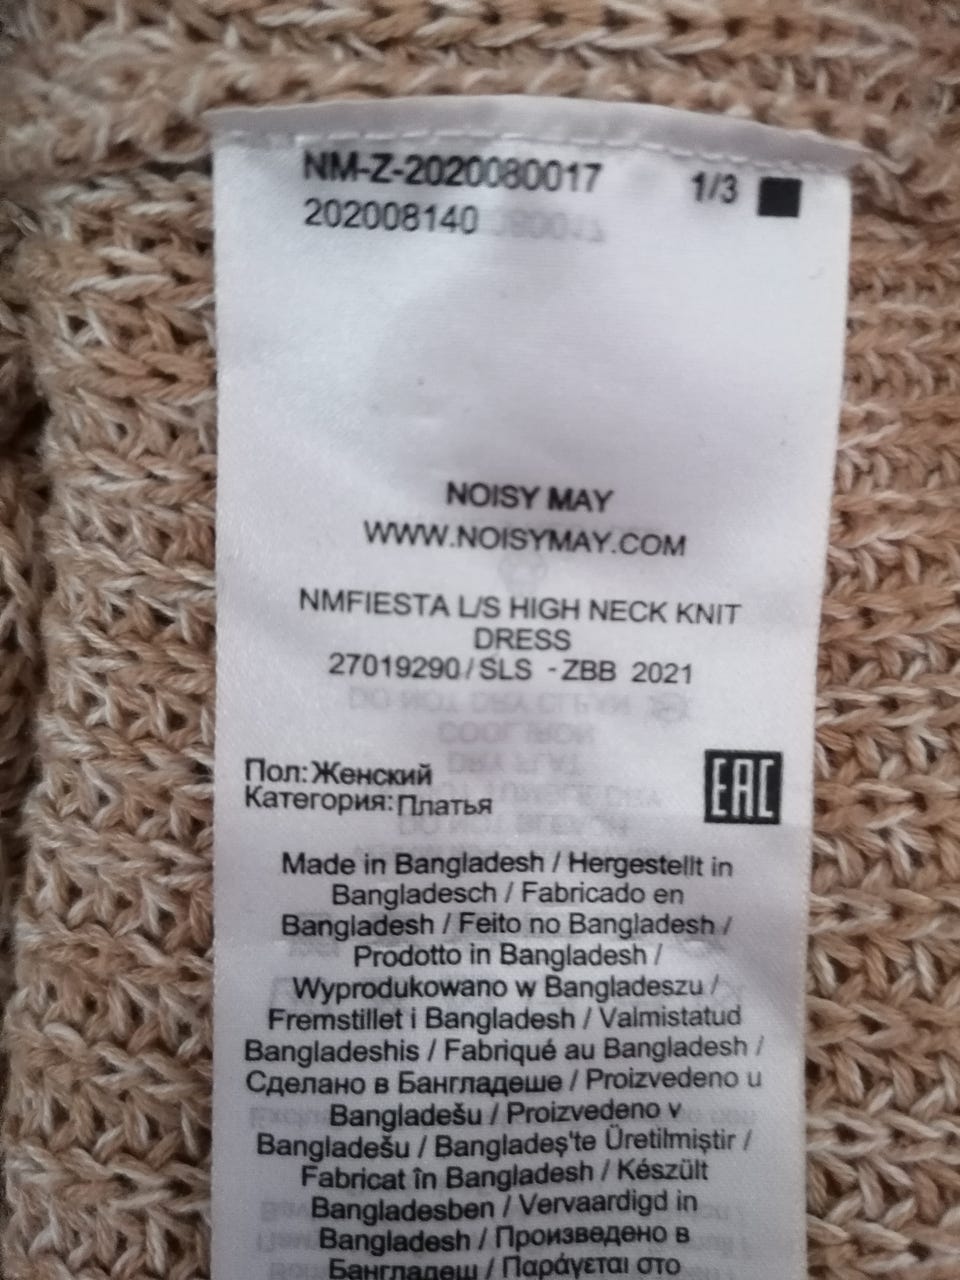 NM-Z-2020080017 1/3
202008140
NOISY MAY
WWW.NOISYMAY.COM
NMFIESTA L/S HIGH NECK KNIT
DRESS
27019290/SLS - ZBB 2021
Пол: Женский
Категория: Платья
EAC
Made in Bangladesh / Hergestellt in
Bangladesch / Fabricado en
Bangladesh / Feito no Bangladesh /
Prodotto in Bangladesh /
Wyprodukowano w Bangladeszu /
Fremstillet i Bangladesh / Valmistatud
Bangladeshis / Fabriqué au Bangladesh /
Сделано в Бангладеше / Proizvedeno u
Bangladešu / Proizvedeno v
Bangladešu / Bangladeş'te Üretilmiştir /
Fabricat în Bangladesh / Készült
Bangladesben / Vervaardigd in
Bangladesh / Произведено в
Бангладеш / Παράγεται στο